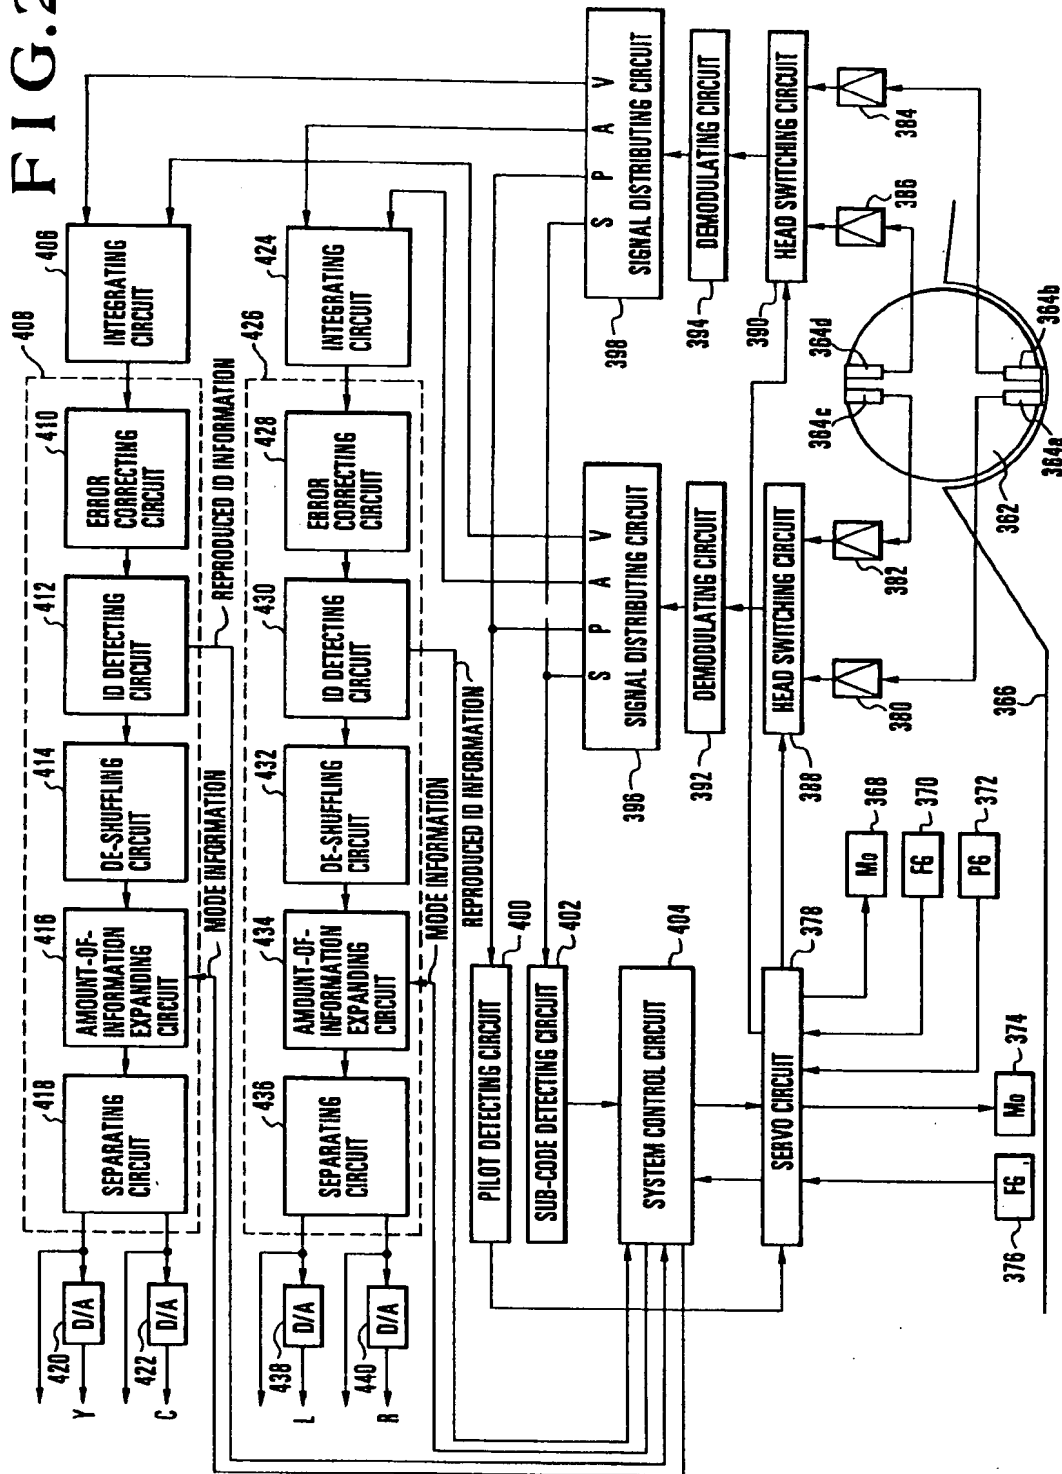 FIG.2
406
INTEGRATING
CIRCUIT
408
410
ERROR
CORRECTING
CIRCUIT
412
ID DETECTING
CIRCUIT
REPRODUCED ID INFORMATION
414
DE-SHUFFLING
CIRCUIT
MODE INFORMATION
416
AMOUNT-OF-
INFORMATION
EXPANDING
CIRCUIT
418
SEPARATING
CIRCUIT
D/A
420
Y
D/A
422
C
424
INTEGRATING
CIRCUIT
426
428
ERROR
CORRECTING
CIRCUIT
430
ID DETECTING
CIRCUIT
REPRODUCED ID INFORMATION
432
DE-SHUFFLING
CIRCUIT
MODE INFORMATION
434
AMOUNT-OF-
INFORMATION
EXPANDING
CIRCUIT
436
SEPARATING
CIRCUIT
D/A
438
L
D/A
440
R
PILOT DETECTING CIRCUIT
400
SUB-CODE DETECTING CIRCUIT
402
SYSTEM CONTROL CIRCUIT
404
SERVO CIRCUIT
378
S P A V
SIGNAL DISTRIBUTING CIRCUIT
396
DEMODULATING CIRCUIT
392
HEAD SWITCHING CIRCUIT
388
S P A V
SIGNAL DISTRIBUTING CIRCUIT
398
DEMODULATING CIRCUIT
394
HEAD SWITCHING CIRCUIT
390
380
382
386
384
364c
364d
364a
364b
362
366
Mo
368
FG
370
PG
372
Mo
374
FG
376